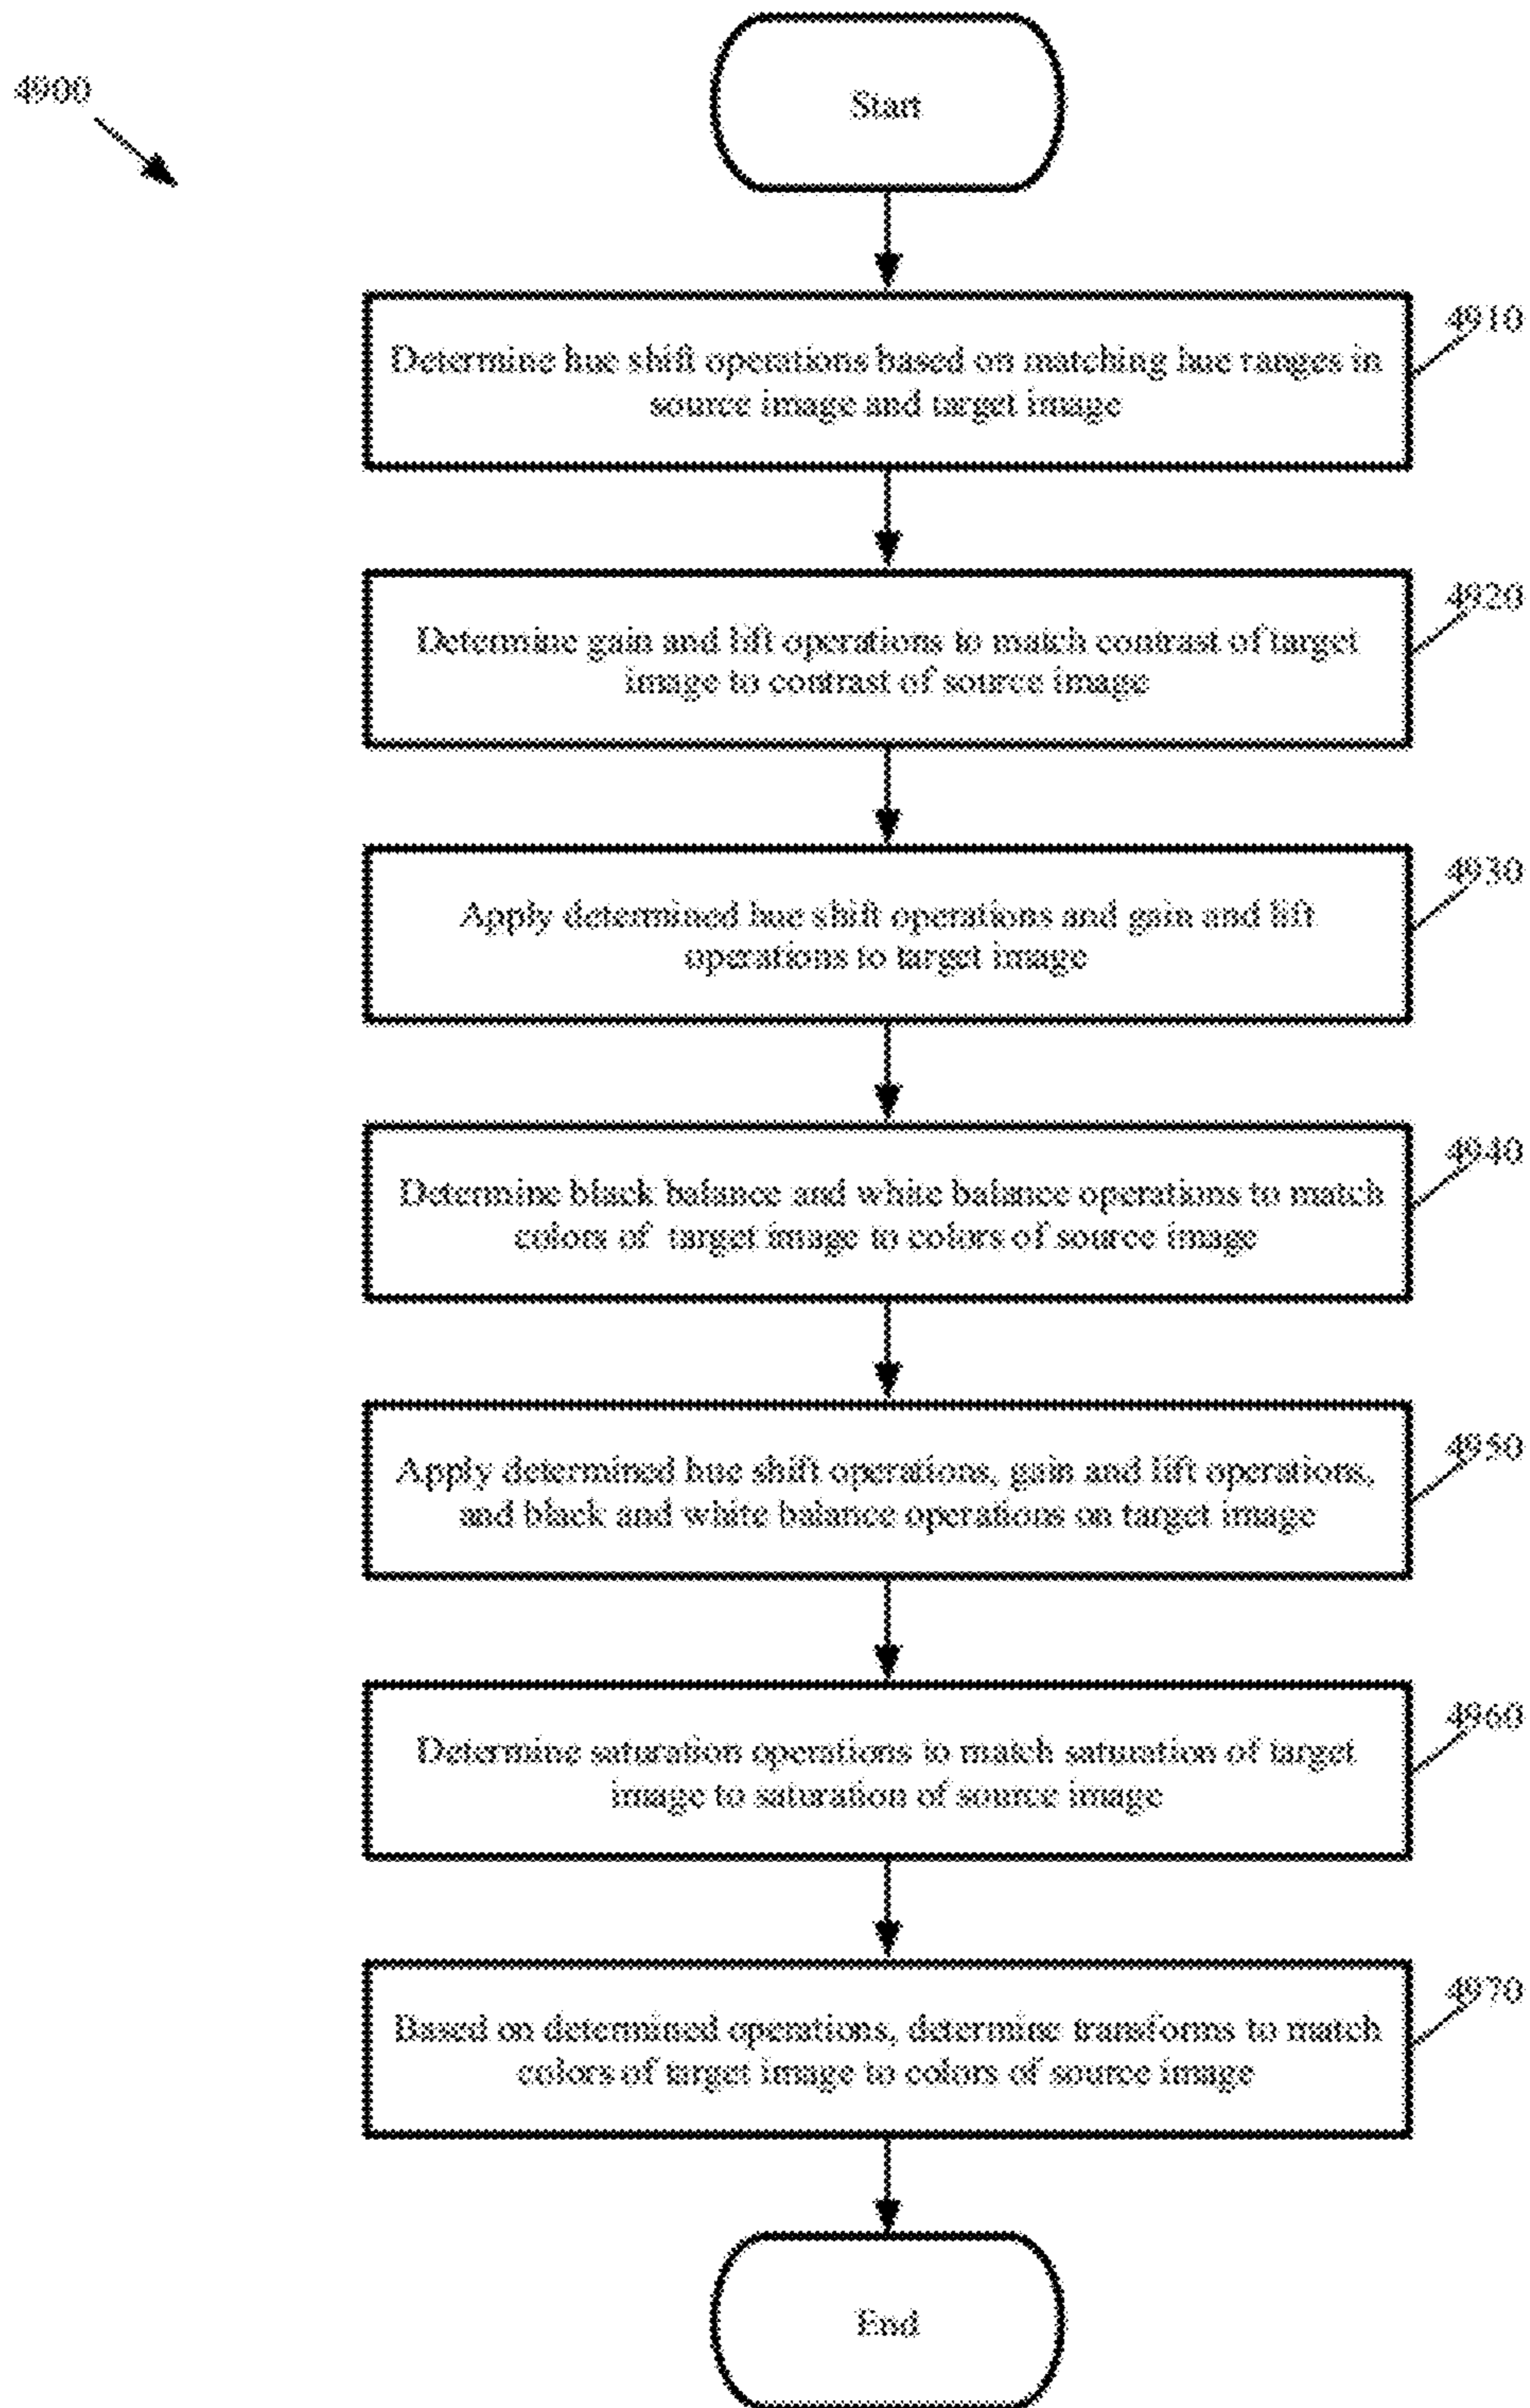 4900
Start
4910
Determine hue shift operations based on matching hue ranges in
source image and target image
4920
Determine gain and lift operations to match contrast of target
image to contrast of source image
4930
Apply determined hue shift operations and gain and lift
operations to target image
4940
Determine black balance and white balance operations to match
colors of target image to colors of source image
4950
Apply determined hue shift operations, gain and lift operations,
and black and white balance operations on target image
4960
Determine saturation operations to match saturation of target
image to saturation of source image
4970
Based on determined operations, determine transforms to match
colors of target image to colors of source image
End